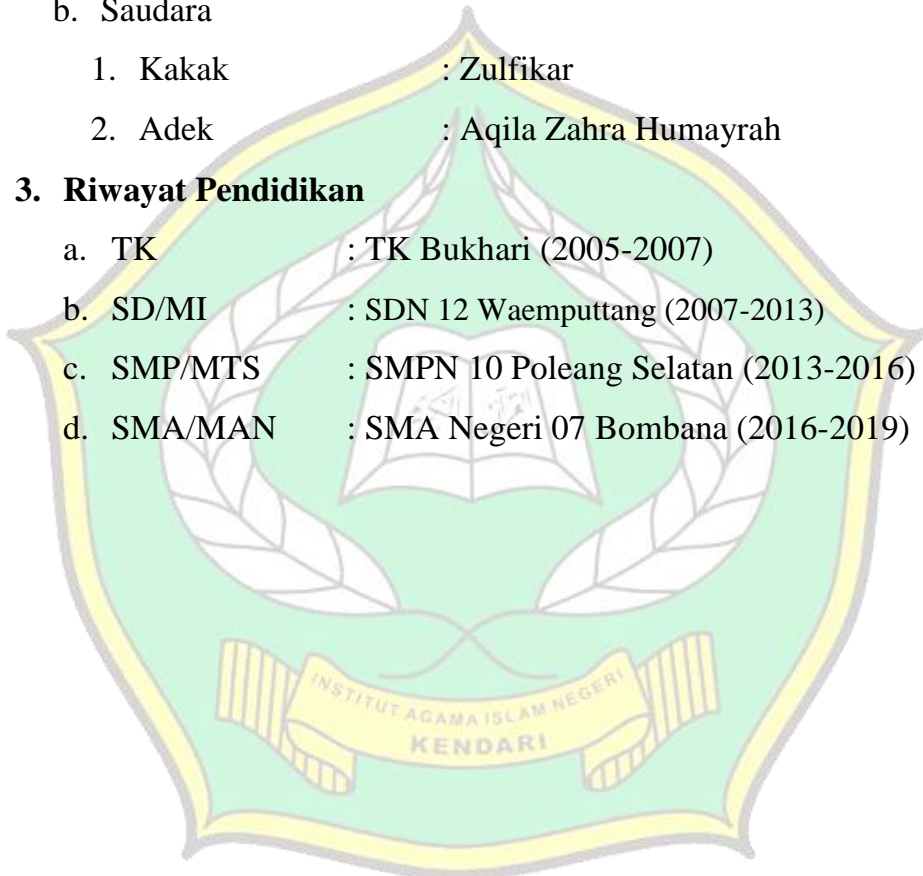 b. Saudara
1. Kakak : Zulfikar
2. Adek : Aqila Zahra Humayrah
3. Riwayat Pendidikan
a. TK : TK Bukhari (2005-2007)
b. SD/MI : SDN 12 Waemputtang (2007-2013)
c. SMP/MTS : SMPN 10 Poleang Selatan (2013-2016)
d. SMA/MAN : SMA Negeri 07 Bombana (2016-2019)
INSTITUT AGAMA ISLAM NEGERI
KENDARI